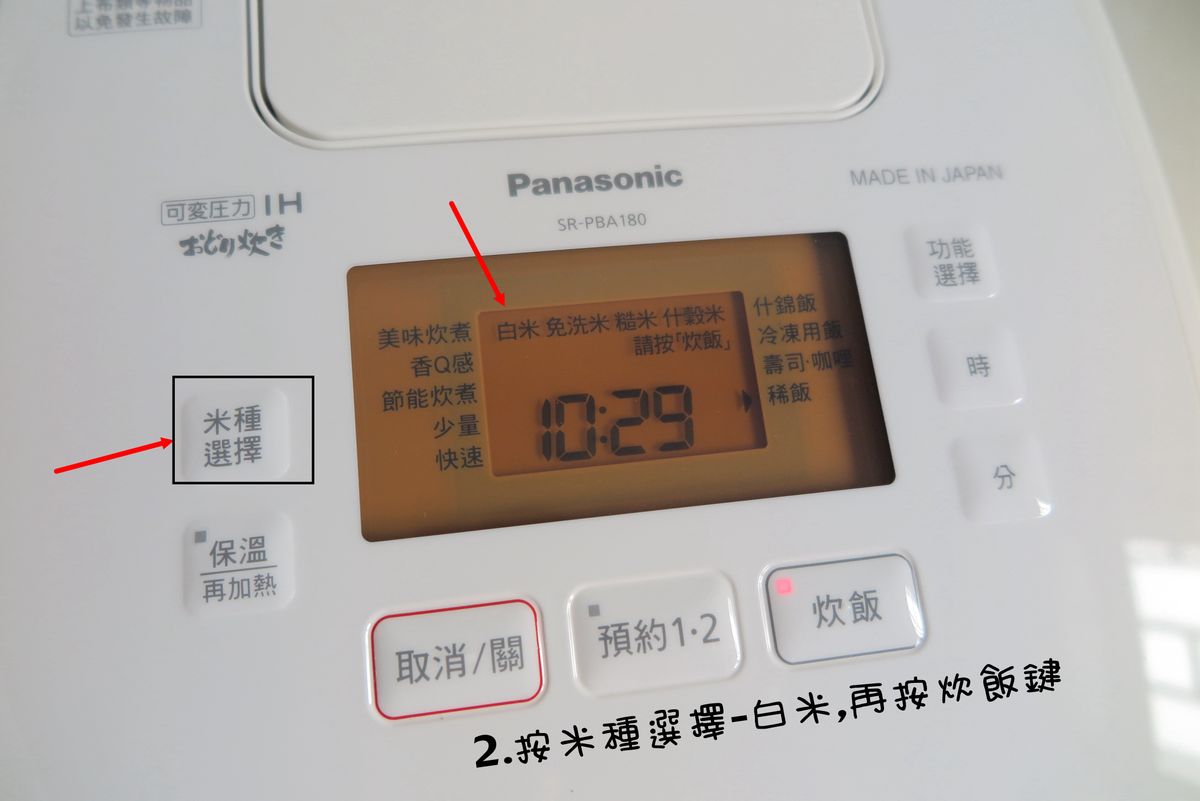 以免發生故障
Panasonic
MADE IN JAPAN
可変圧力 IH
おどり炊き
SR-PBA180
功能
選擇
美味炊煮
香Q感
節能炊煮
少量
快速
白米 免洗米 糙米 什穀米
請按「炊飯」
10:29
什錦飯
冷凍用飯
壽司·咖哩
稀飯
時
分
米種
選擇
保溫
再加熱
取消/關
預約1·2
炊飯
2.按米種選擇-白米,再按炊飯鍵